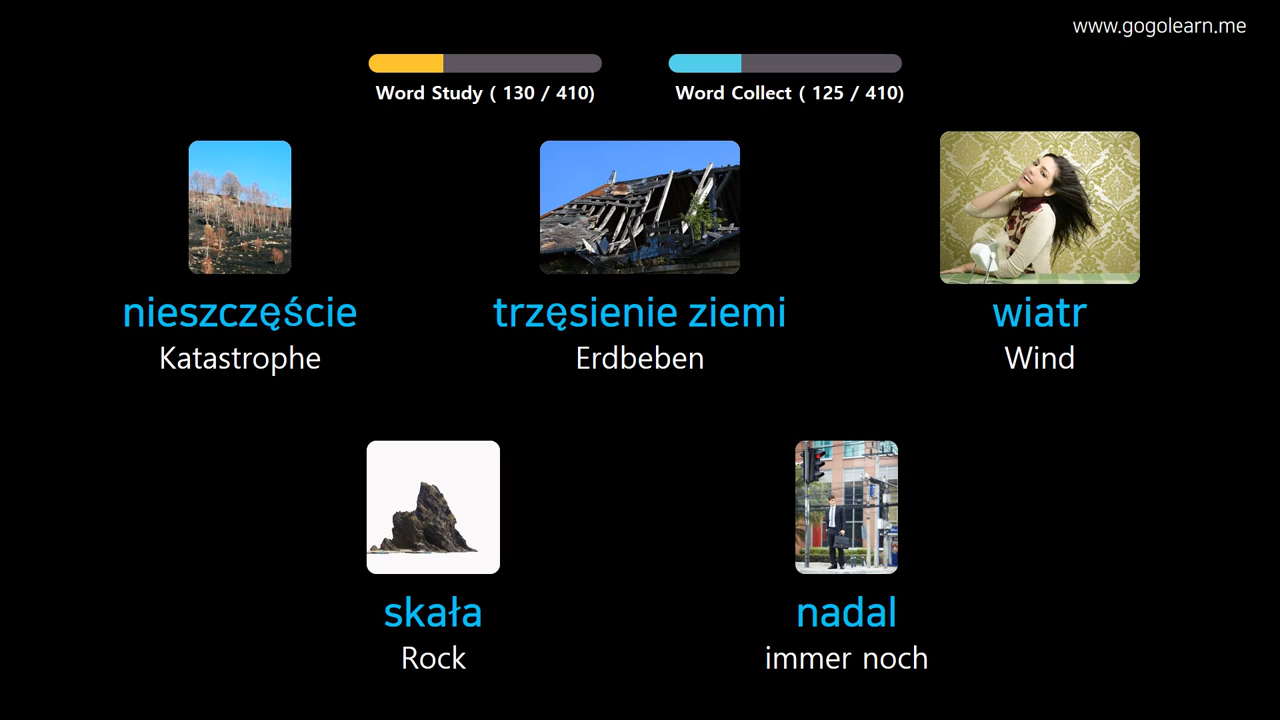 www.gogolearn.me
Word Study ( 130 / 410)
Word Collect ( 125 / 410)
nieszczęście
Katastrophe
trzęsienie ziemi
Erdbeben
wiatr
Wind
skała
Rock
nadal
immer noch